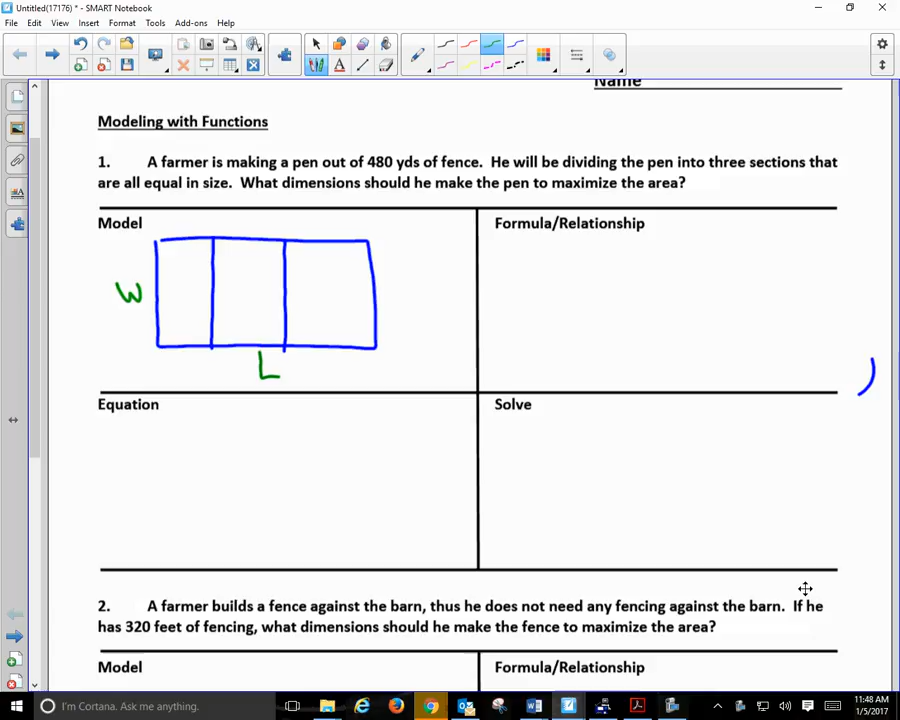 Untitled(17176) * - SMART Notebook
File Edit View Insert Format Tools Add-ons Help
Name
Modeling with Functions
1. A farmer is making a pen out of 480 yds of fence. He will be dividing the pen into three sections that
are all equal in size. What dimensions should he make the pen to maximize the area?
Model Formula/Relationship
W
L
Equation Solve
2. A farmer builds a fence against the barn, thus he does not need any fencing against the barn. If he
has 320 feet of fencing, what dimensions should he make the fence to maximize the area?
Model Formula/Relationship
I'm Cortana. Ask me anything.
11:48 AM
1/5/2017